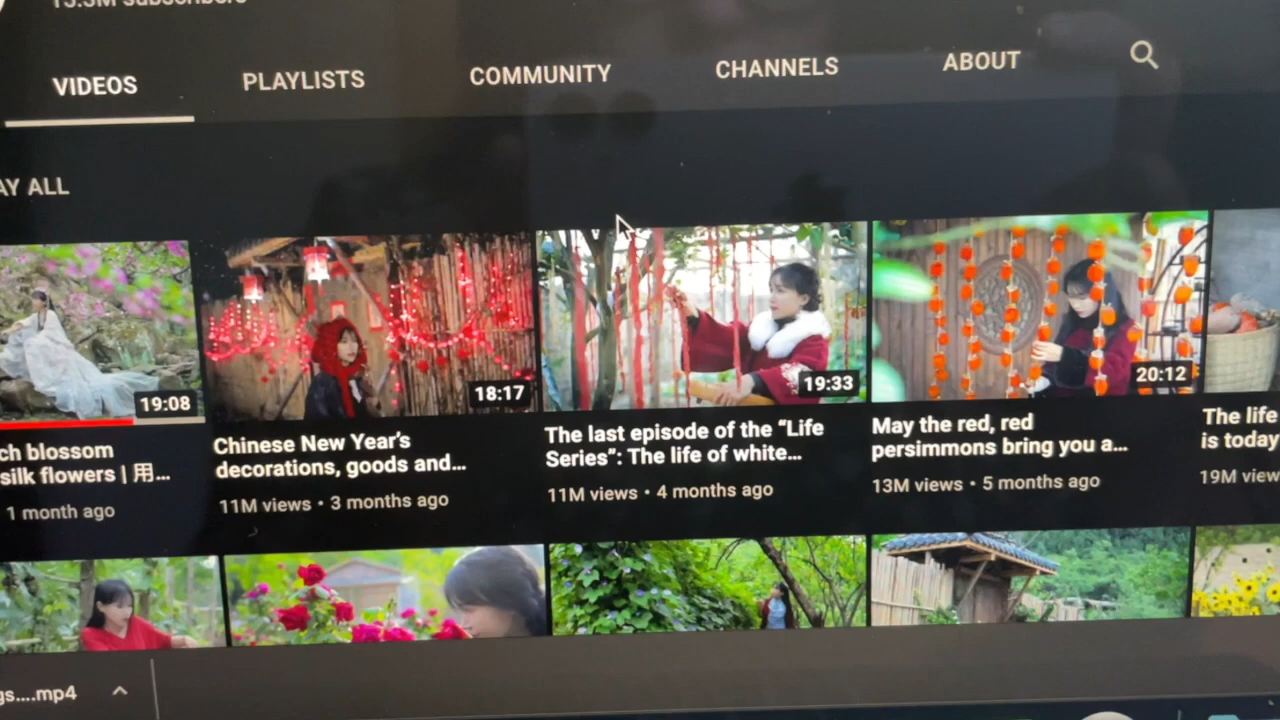 15.5M subscribers
VIDEOS
PLAYLISTS
COMMUNITY
CHANNELS
ABOUT
AY ALL
19:08
18:17
19:33
20:12
ch blossom
silk flowers | 用...
1 month ago
Chinese New Year's
decorations, goods and...
11M views • 3 months ago
The last episode of the “Life
Series”: The life of white...
11M views • 4 months ago
May the red, red
persimmons bring you a...
13M views • 5 months ago
The life
is today
19M view
gs....mp4